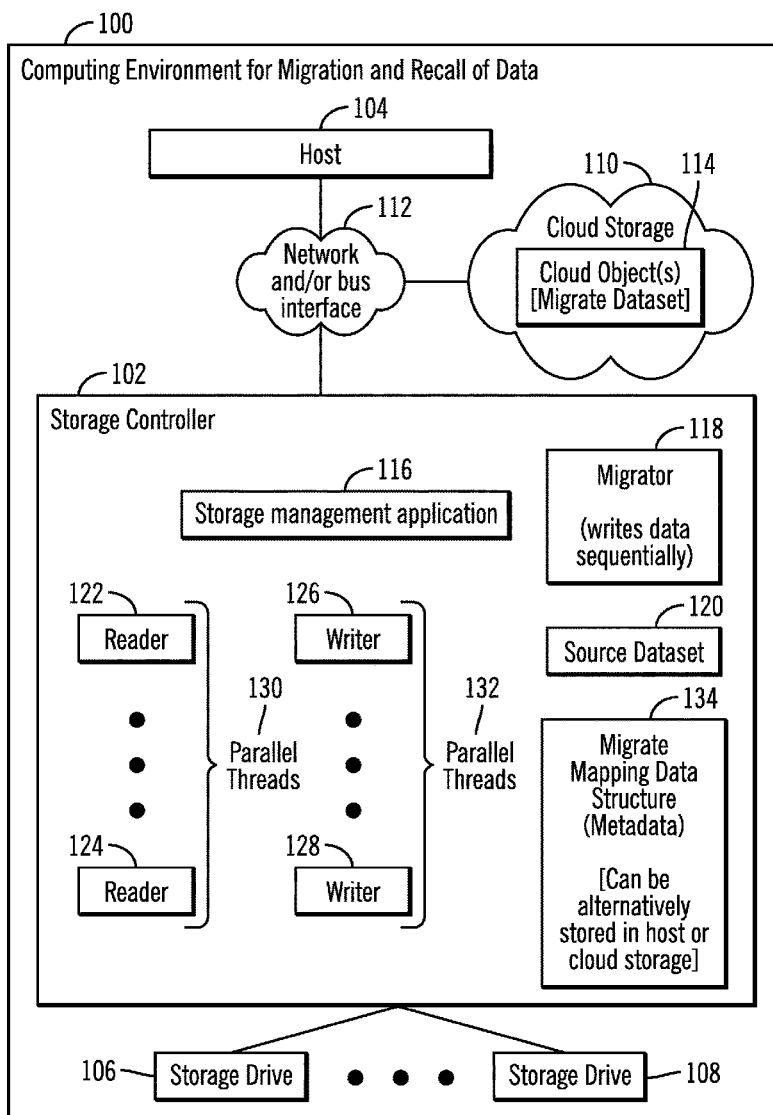 100
Computing Environment for Migration and Recall of Data
104
Host
112
110
114
Network
and/or bus
interface
Cloud Storage
Cloud Object(s)
[Migrate Dataset]
102
Storage Controller
116
Storage management application
118
Migrator
(writes data
sequentially)
122
Reader
126
Writer
120
Source Dataset
130
Parallel
Threads
132
Parallel
Threads
134
Migrate
Mapping Data
Structure
(Metadata)
[Can be
alternatively
stored in host or
cloud storage]
124
Reader
128
Writer
106
Storage Drive
Storage Drive
108